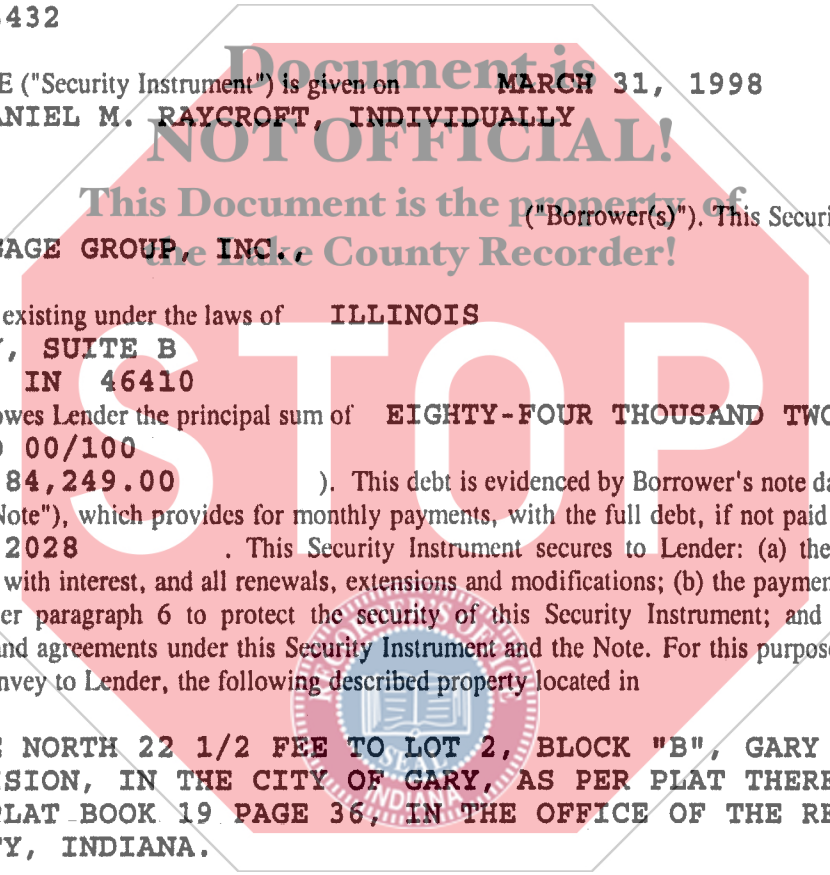 432
Document is
E ("Security Instrument") is given on MARCH 31, 1998
ANIEL M. RAYCROFT, INDIVIDUALLY
NOT OFFICIAL!
This Document is the property of
("Borrower(s)"). This Securi
GAGE GROUP, INC.,
the Lake County Recorder!
existing under the laws of ILLINOIS
, SUITE B
IN 46410
owes Lender the principal sum of EIGHTY-FOUR THOUSAND TWO
00/100
84,249.00 ). This debt is evidenced by Borrower's note da
Note"), which provides for monthly payments, with the full debt, if not paid
2028 . This Security Instrument secures to Lender: (a) the
with interest, and all renewals, extensions and modifications; (b) the paymen
er paragraph 6 to protect the security of this Security Instrument; and
and agreements under this Security Instrument and the Note. For this purpose
nvey to Lender, the following described property located in
NORTH 22 1/2 FEE TO LOT 2, BLOCK "B", GARY
ISION, IN THE CITY OF GARY, AS PER PLAT THERE
PLAT BOOK 19 PAGE 36, IN THE OFFICE OF THE RE
TY, INDIANA.
STOP
SEAL
INDIANA